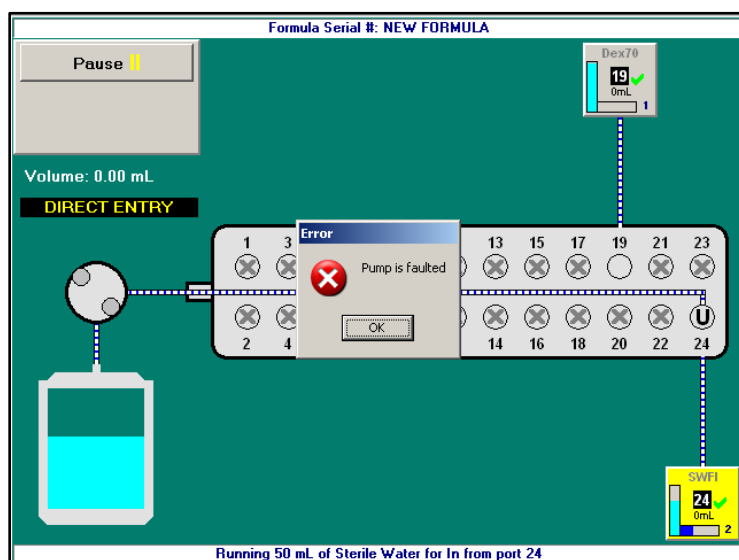 Formula Serial #: NEW FORMULA
Pause
Dex70
19
0mL
1
Volume: 0.00 mL
DIRECT ENTRY
1 3 13 15 17 19 21 23
Error
Pump is faulted
OK
U
2 4 14 16 18 20 22 24
SWFI
24
0mL
2
Running 50 mL of Sterile Water for In from port 24